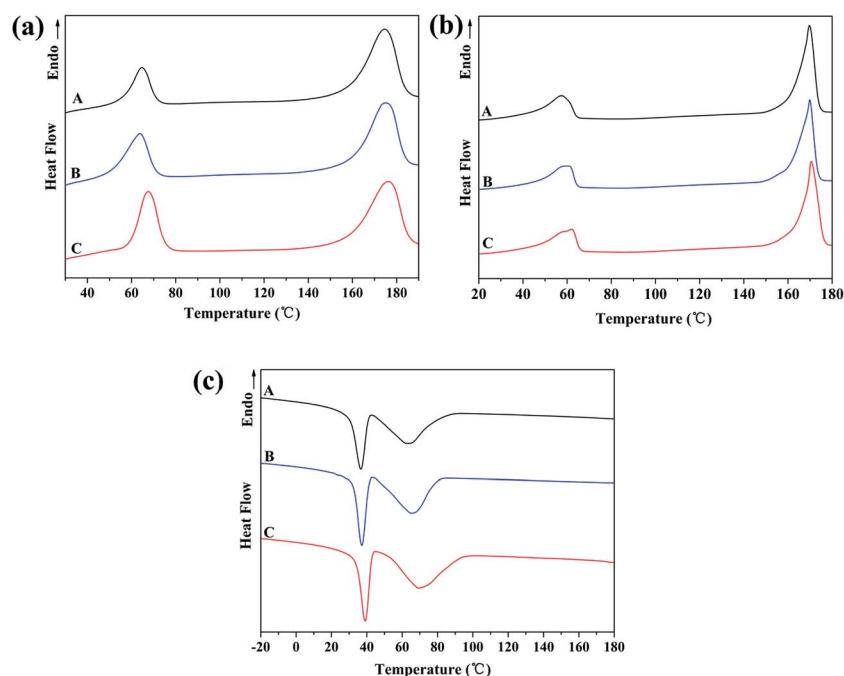 (a)
Heat Flow Endo
A
B
C
40 60 80 100 120 140 160 180
Temperature (℃)
(b)
Heat Flow Endo
A
B
C
20 40 60 80 100 120 140 160 180
Temperature (℃)
(c)
Heat Flow Endo
A
B
C
-20 0 20 40 60 80 100 120 140 160 180
Temperature (℃)